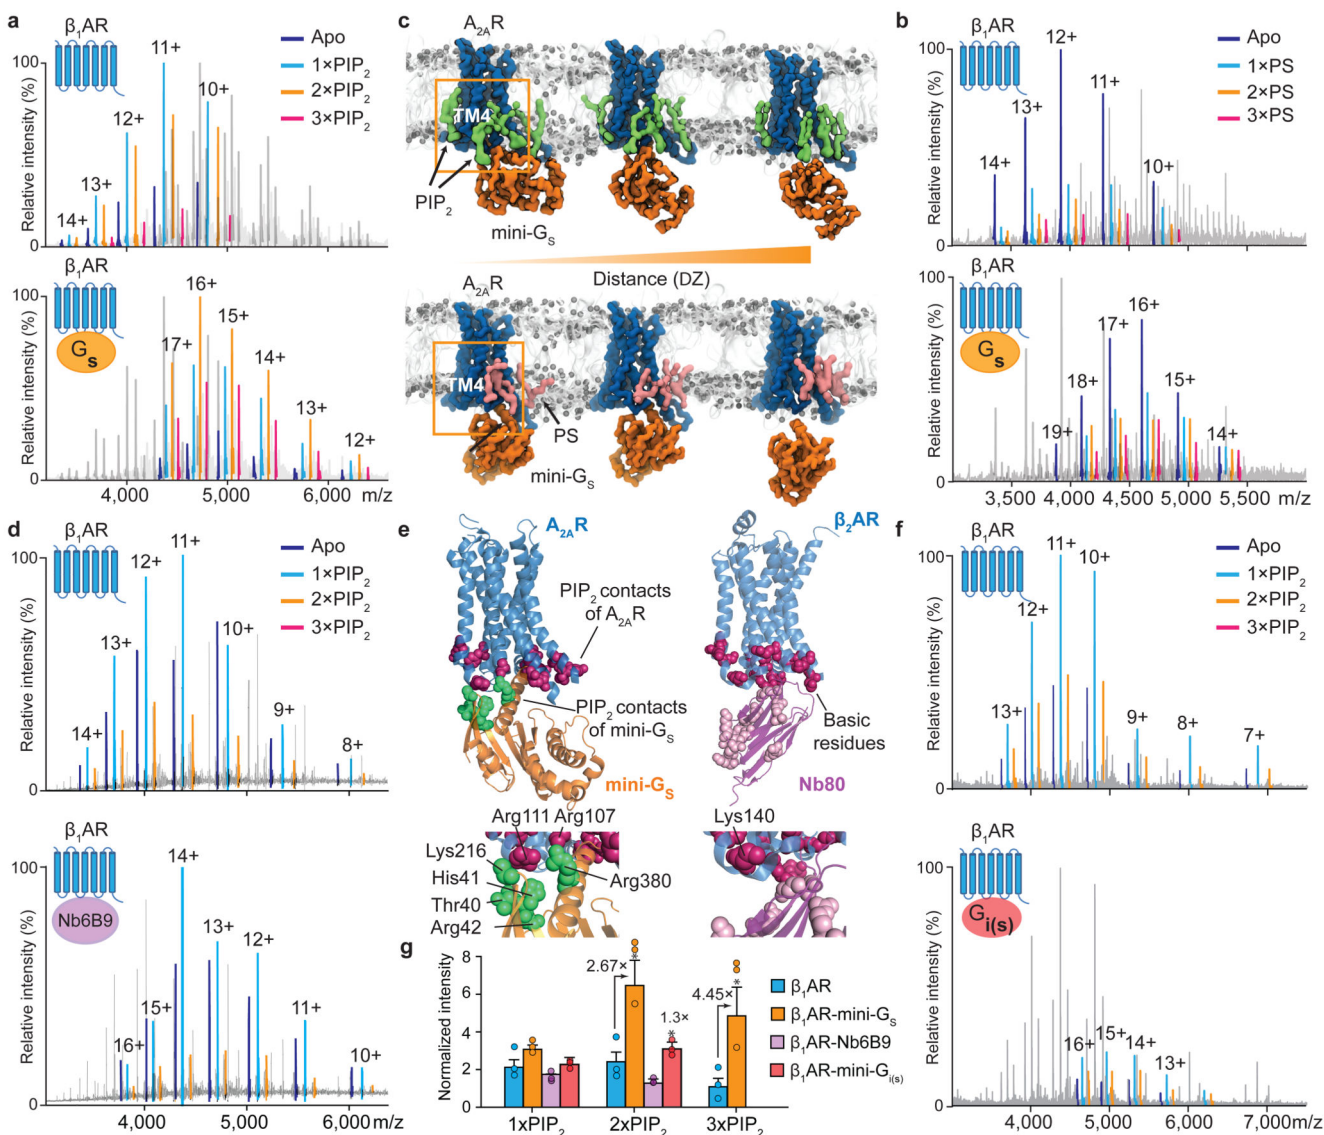 a
β₁AR
Apo
1×PIP₂
2×PIP₂
3×PIP₂
Relative intensity (%)
100
0
14+
13+
12+
11+
10+
β₁AR
Gₛ
Relative intensity (%)
100
0
17+
16+
15+
14+
13+
12+
4,000 5,000 6,000 m/z
c
A₂ₐR
TM4
PIP₂
mini-Gₛ
Distance (DZ)
A₂ₐR
TM4
PS
mini-Gₛ
b
β₁AR
Apo
1×PS
2×PS
3×PS
Relative intensity (%)
100
0
14+
13+
12+
11+
10+
β₁AR
Gₛ
Relative intensity (%)
100
0
19+
18+
17+
16+
15+
14+
3,500 4,000 4,500 5,000 5,500 m/z
d
β₁AR
Apo
1×PIP₂
2×PIP₂
3×PIP₂
Relative intensity (%)
100
0
14+
13+
12+
11+
10+
9+
8+
β₁AR
Nb6B9
Relative intensity (%)
100
0
16+
15+
14+
13+
12+
11+
10+
4,000 5,000 6,000 m/z
e
A₂ₐR
PIP₂ contacts
of A₂ₐR
PIP₂ contacts
of mini-Gₛ
mini-Gₛ
β₂AR
Basic
residues
Nb80
Arg111 Arg107
Lys216
His41
Thr40
Arg42
Arg380
Lys140
g
Normalized intensity
8
6
4
2
0
2.67×
*
1.3×
*
4.45×
*
1xPIP₂ 2xPIP₂ 3xPIP₂
β₁AR
β₁AR-mini-Gₛ
β₁AR-Nb6B9
β₁AR-mini-Gᵢ₍ₛ₎
f
β₁AR
Apo
1×PIP₂
2×PIP₂
3×PIP₂
Relative intensity (%)
100
0
13+
12+
11+
10+
9+
8+
7+
β₁AR
Gᵢ₍ₛ₎
Relative intensity (%)
100
0
16+
15+
14+
13+
4,000 5,000 6,000 7,000m/z